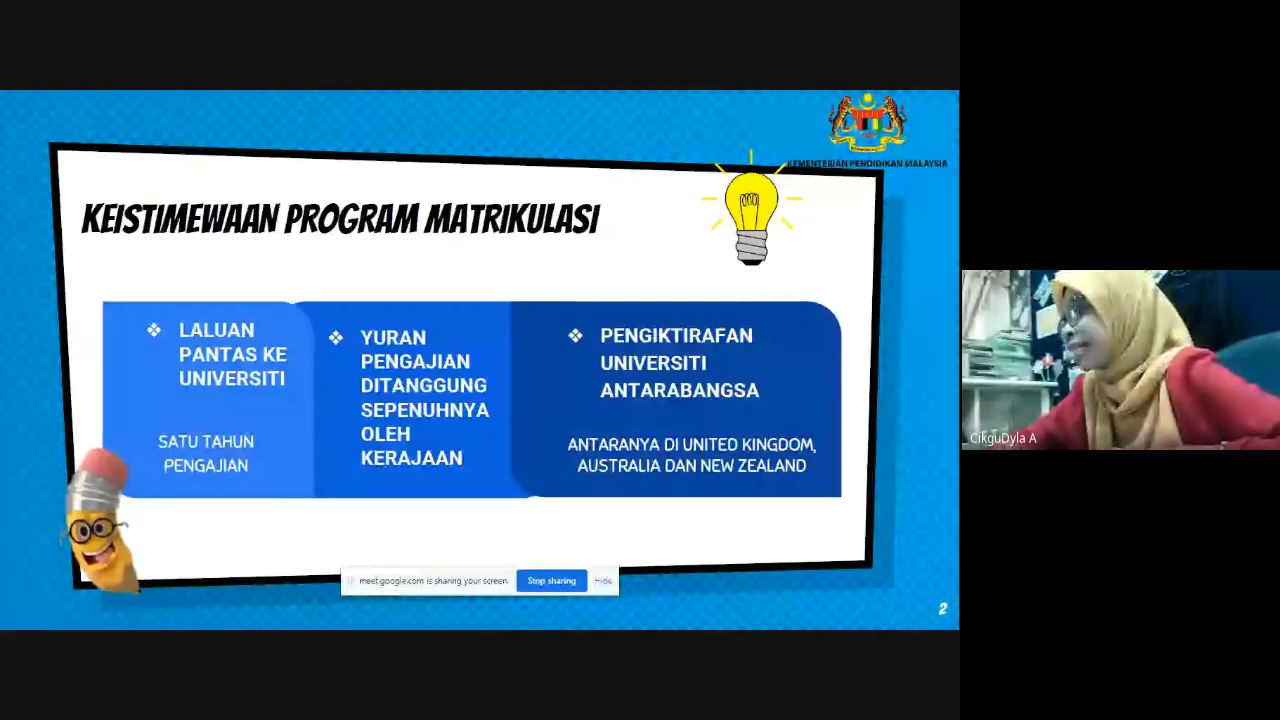 KEMENTERIAN PENDIDIKAN MALAYSIA
KEISTIMEWAAN PROGRAM MATRIKULASI
❖ LALUAN
PANTAS KE
UNIVERSITI
SATU TAHUN
PENGAJIAN
❖ YURAN
PENGAJIAN
DITANGGUNG
SEPENUHNYA
OLEH
KERAJAAN
❖ PENGIKTIRAFAN
UNIVERSITI
ANTARABANGSA
ANTARANYA DI UNITED KINGDOM,
AUSTRALIA DAN NEW ZEALAND
meet.google.com is sharing your screen.
Stop sharing
Hide
2
CikguDyla A